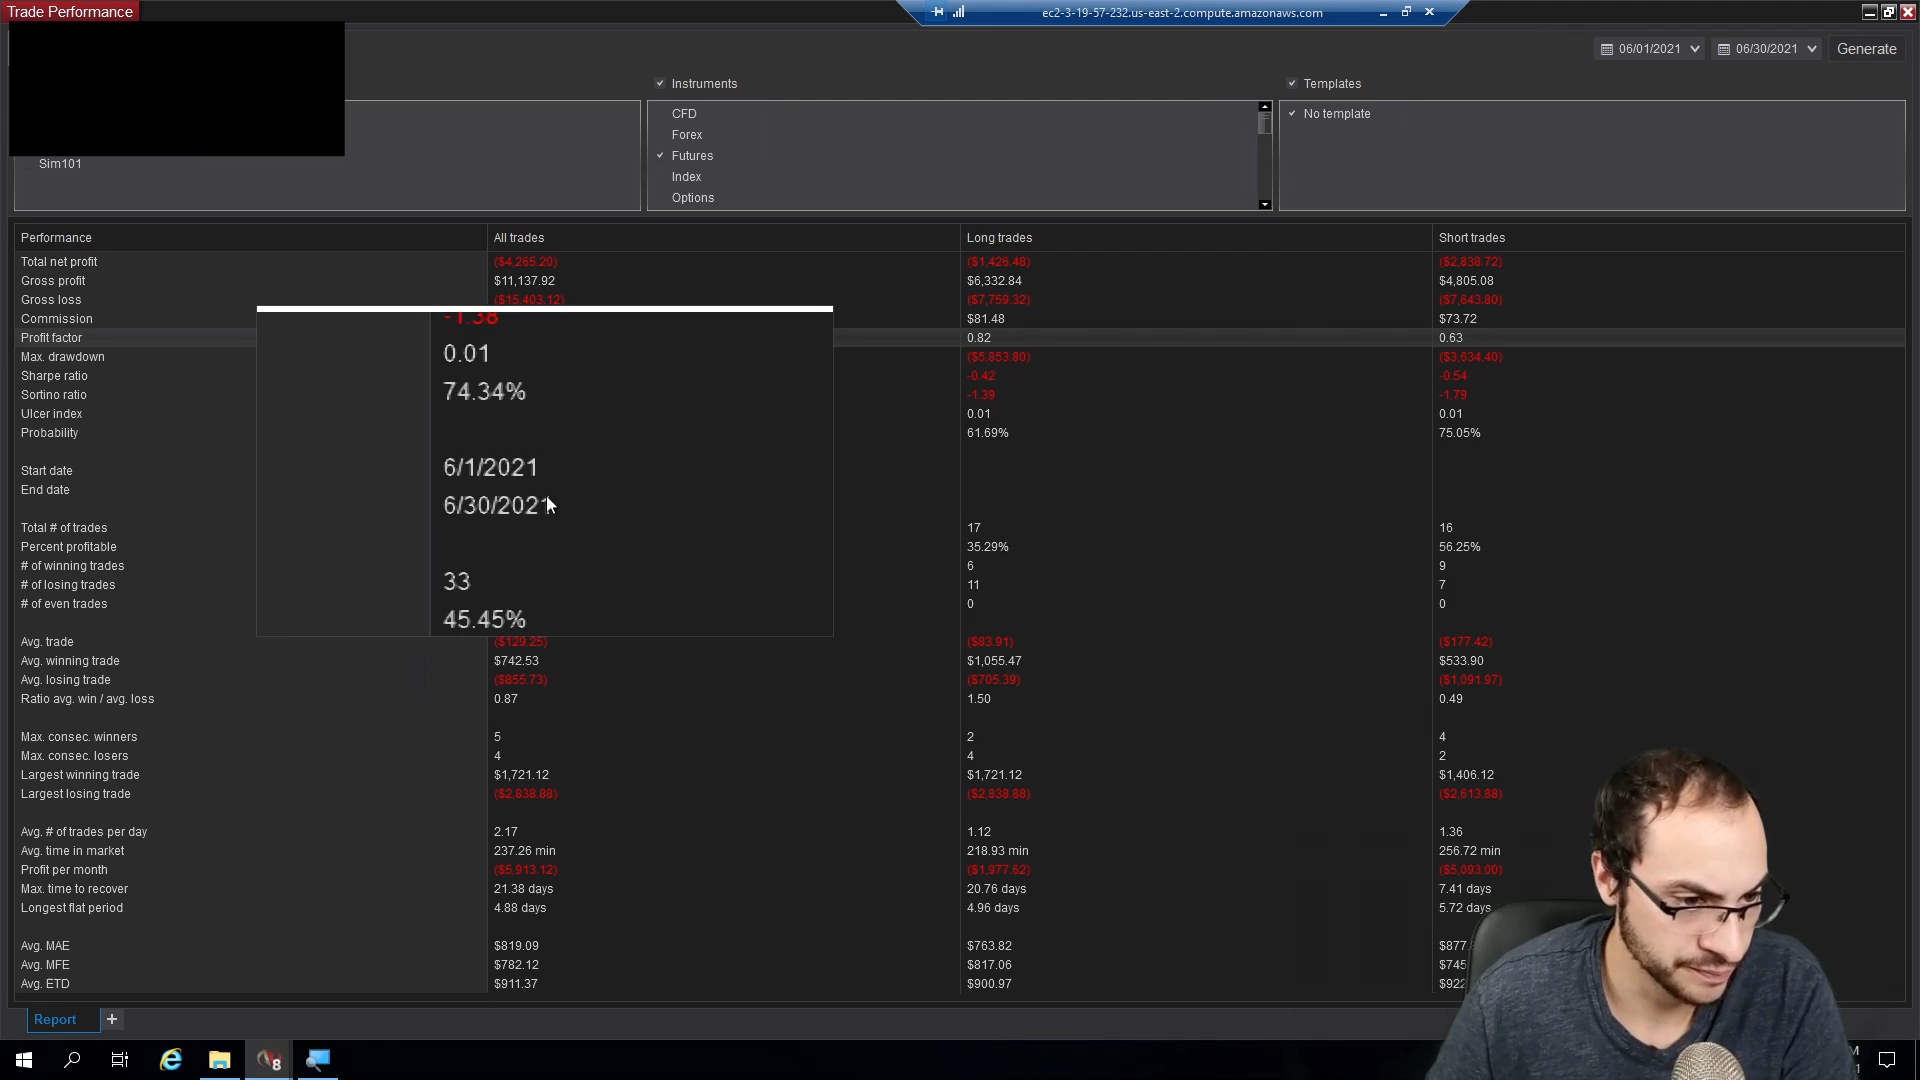 Trade Performance
ec2-3-19-57-232.us-east-2.compute.amazonaws.com
06/01/2021 06/30/2021 Generate
Instruments Templates
CFD No template
Forex
Futures
Sim101
Index
Options
Performance All trades Long trades Short trades
Total net profit ($4,265.20) ($1,426.48) ($2,838.72)
Gross profit $11,137.92 $6,332.84 $4,805.08
Gross loss ($15,403.12) ($7,759.32) ($7,643.80)
Commission -1.38 $81.48 $73.72
Profit factor 0.82 0.63
Max. drawdown 0.01 ($5,853.80) ($3,634.40)
Sharpe ratio -0.42 -0.54
Sortino ratio 74.34% -1.39 -1.79
Ulcer index 0.01 0.01
Probability 61.69% 75.05%
Start date 6/1/2021
End date
6/30/2021
Total # of trades 17 16
Percent profitable 35.29% 56.25%
# of winning trades 6 9
# of losing trades 33 11 7
# of even trades 0 0
45.45%
Avg. trade ($129.25) ($83.91) ($177.42)
Avg. winning trade $742.53 $1,055.47 $533.90
Avg. losing trade ($855.73) ($705.39) ($1,091.97)
Ratio avg. win / avg. loss 0.87 1.50 0.49
Max. consec. winners 5 2 4
Max. consec. losers 4 4 2
Largest winning trade $1,721.12 $1,721.12 $1,406.12
Largest losing trade ($2,838.88) ($2,838.88) ($2,613.88)
Avg. # of trades per day 2.17 1.12 1.36
Avg. time in market 237.26 min 218.93 min 256.72 min
Profit per month ($5,913.12) ($1,977.62) ($5,093.00)
Max. time to recover 21.38 days 20.76 days 7.41 days
Longest flat period 4.88 days 4.96 days 5.72 days
Avg. MAE $819.09 $763.82 $877
Avg. MFE $782.12 $817.06 $745
Avg. ETD $911.37 $900.97 $922
Report +